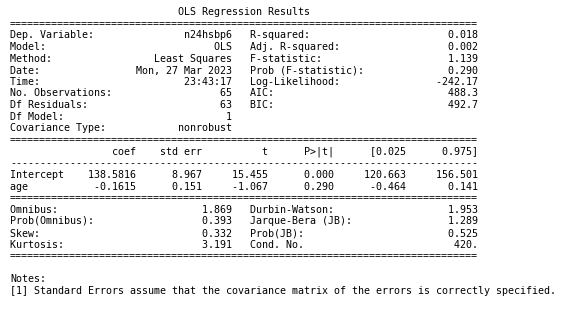 OLS Regression Results
==============================================================================
Dep. Variable:               n24hsbp6   R-squared:                       0.018
Model:                            OLS   Adj. R-squared:                  0.002
Method:                 Least Squares   F-statistic:                     1.139
Date:                Mon, 27 Mar 2023   Prob (F-statistic):              0.290
Time:                        23:43:17   Log-Likelihood:                -242.17
No. Observations:                  65   AIC:                             488.3
Df Residuals:                      63   BIC:                             492.7
Df Model:                           1
Covariance Type:            nonrobust
==============================================================================
                 coef    std err          t      P>|t|      [0.025      0.975]
------------------------------------------------------------------------------
Intercept    138.5816      8.967     15.455      0.000     120.663     156.501
age           -0.1615      0.151     -1.067      0.290      -0.464       0.141
==============================================================================
Omnibus:                        1.869   Durbin-Watson:                   1.953
Prob(Omnibus):                  0.393   Jarque-Bera (JB):                1.289
Skew:                           0.332   Prob(JB):                        0.525
Kurtosis:                       3.191   Cond. No.                         420.
==============================================================================

Notes:
[1] Standard Errors assume that the covariance matrix of the errors is correctly specified.